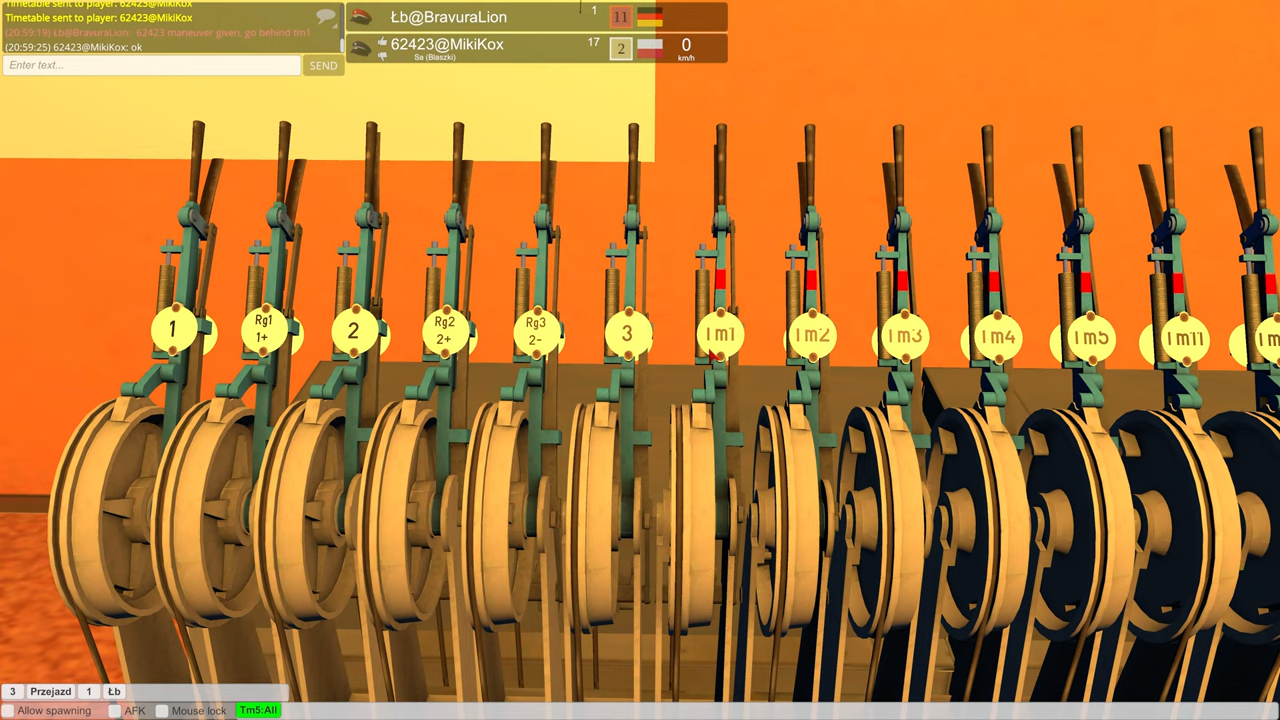 Timetable sent to player: 62423@MikiKox
Timetable sent to player: 62423@MikiKox
(20:59:19) Łb@BravuraLion: 62423 maneuver given, go behind tm1
(20:59:25) 62423@MikiKox: ok
Enter text...
SEND
Łb@BravuraLion
1
11
62423@MikiKox
17
2
0
Sa (Błaszki)
km/h
1
Rg1
1+
2
Rg2
2+
Rg3
2-
3
Tm1
Tm2
Tm3
Tm4
Tm5
Tm11
3 Przejazd 1 Łb
Allow spawning AFK Mouse lock Tm5:All